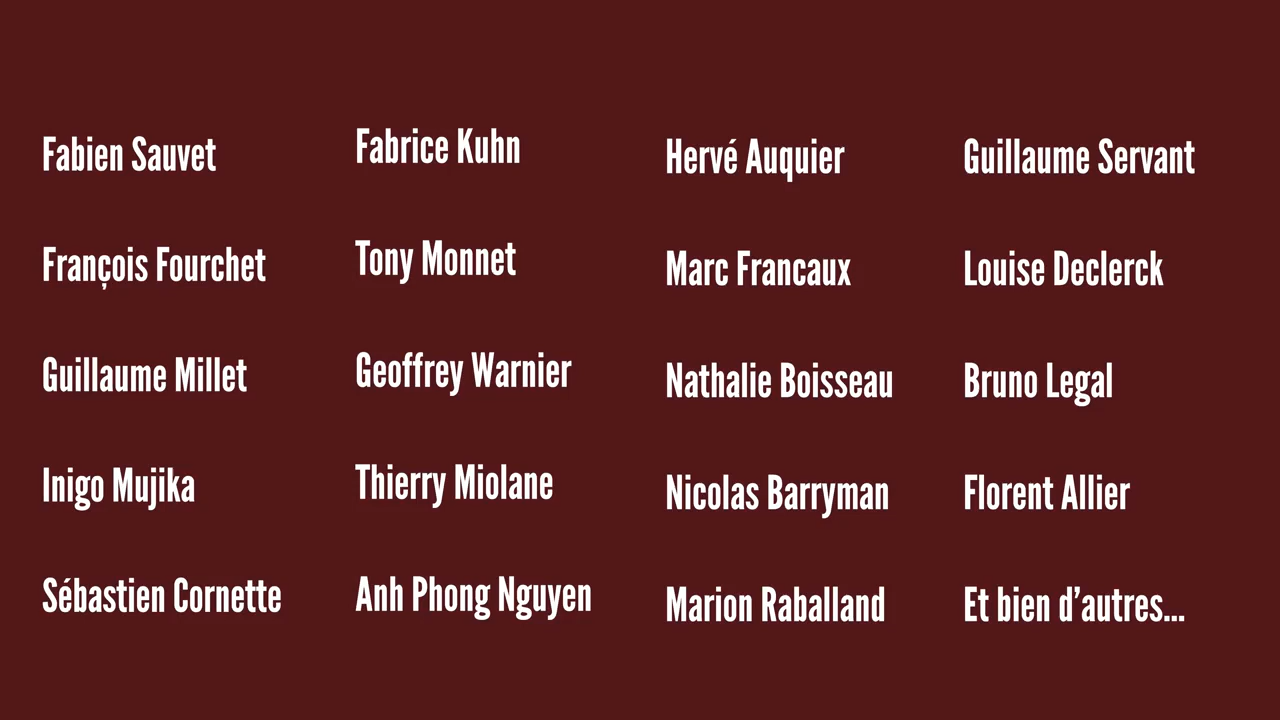 Fabien Sauvet
François Fourchet
Guillaume Millet
Inigo Mujika
Sébastien Cornette
Fabrice Kuhn
Tony Monnet
Geoffrey Warnier
Thierry Miolane
Anh Phong Nguyen
Hervé Auquier
Marc Francaux
Nathalie Boisseau
Nicolas Barryman
Marion Raballand
Guillaume Servant
Louise Declerck
Bruno Legal
Florent Allier
Et bien d’autres...